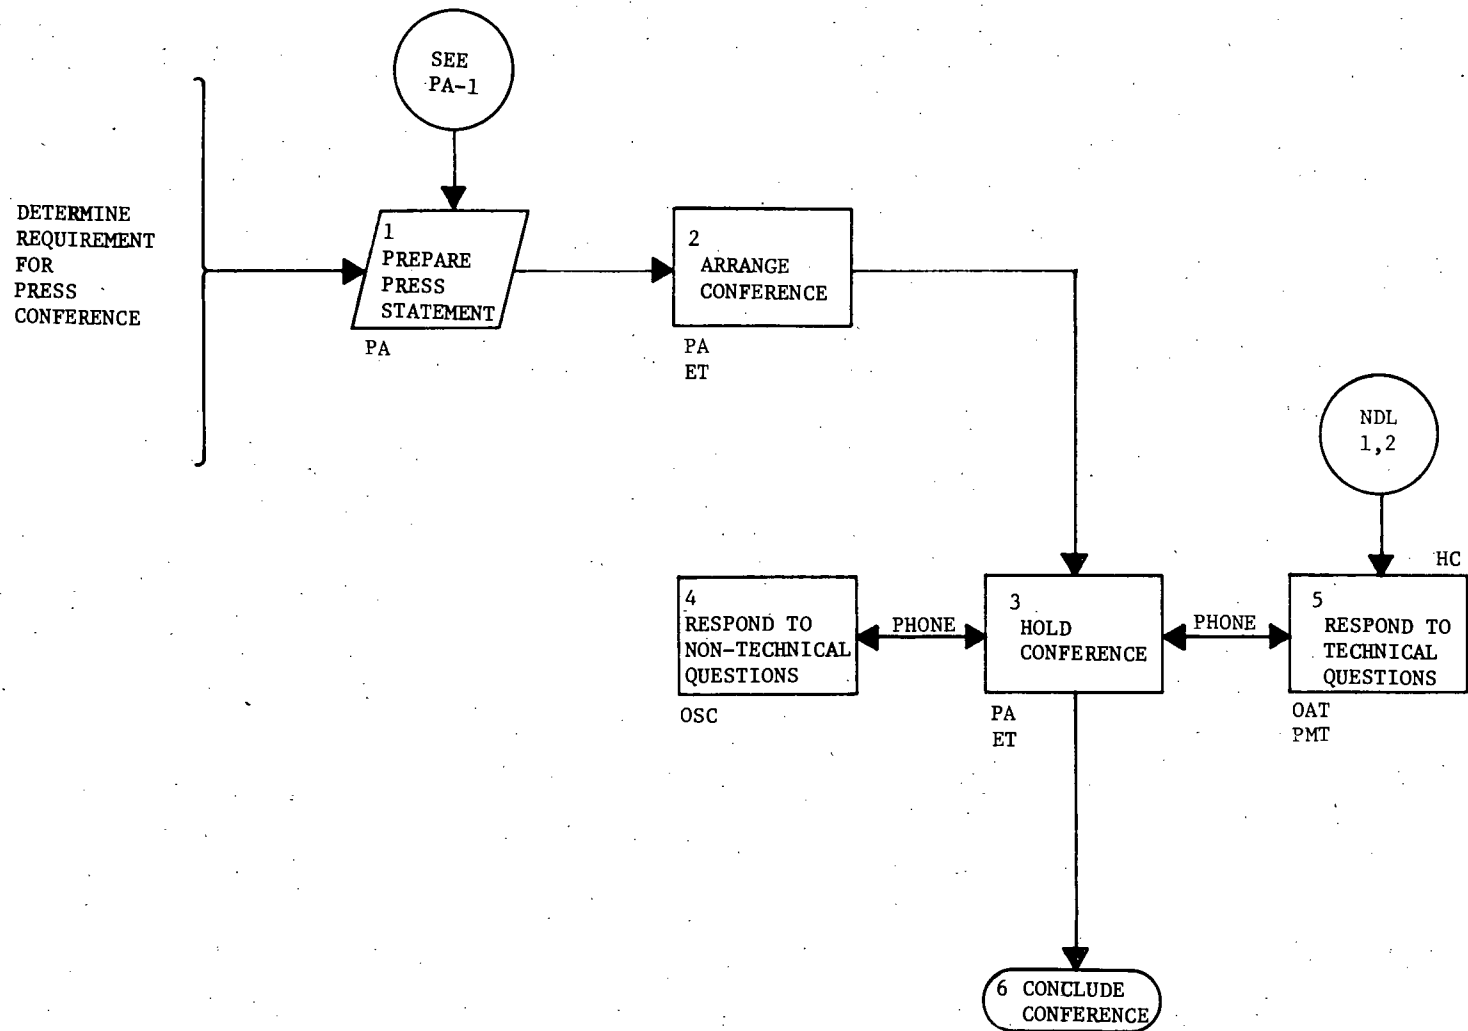 SEE
PA-1
DETERMINE
REQUIREMENT
FOR
PRESS
CONFERENCE
1
PREPARE
PRESS
STATEMENT
PA
2
ARRANGE
CONFERENCE
PA
ET
NDL
1,2
HC
4
RESPOND TO
NON-TECHNICAL
QUESTIONS
OSC
PHONE
3
HOLD
CONFERENCE
PA
ET
PHONE
5
RESPOND TO
TECHNICAL
QUESTIONS
OAT
PMT
6 CONCLUDE
CONFERENCE